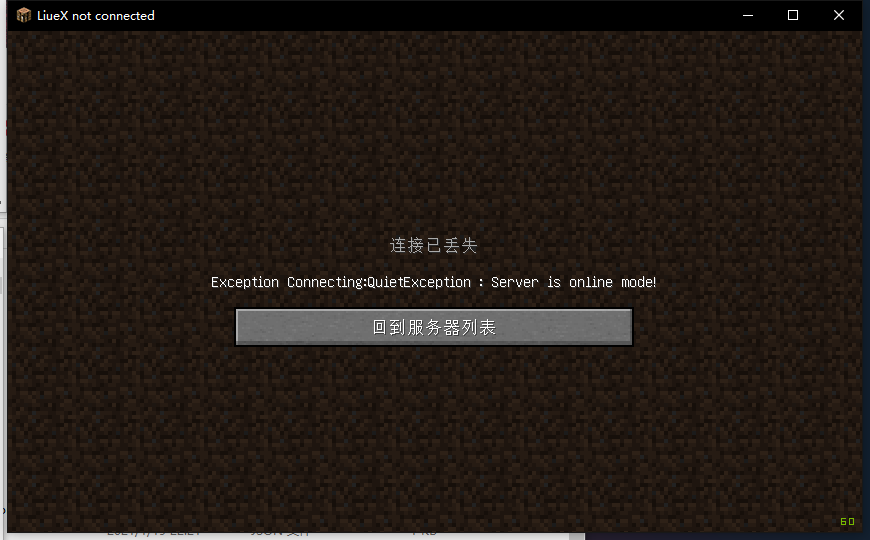 LiueX not connected
连接已丢失
Exception Connecting:QuietException : Server is online mode!
回到服务器列表
60